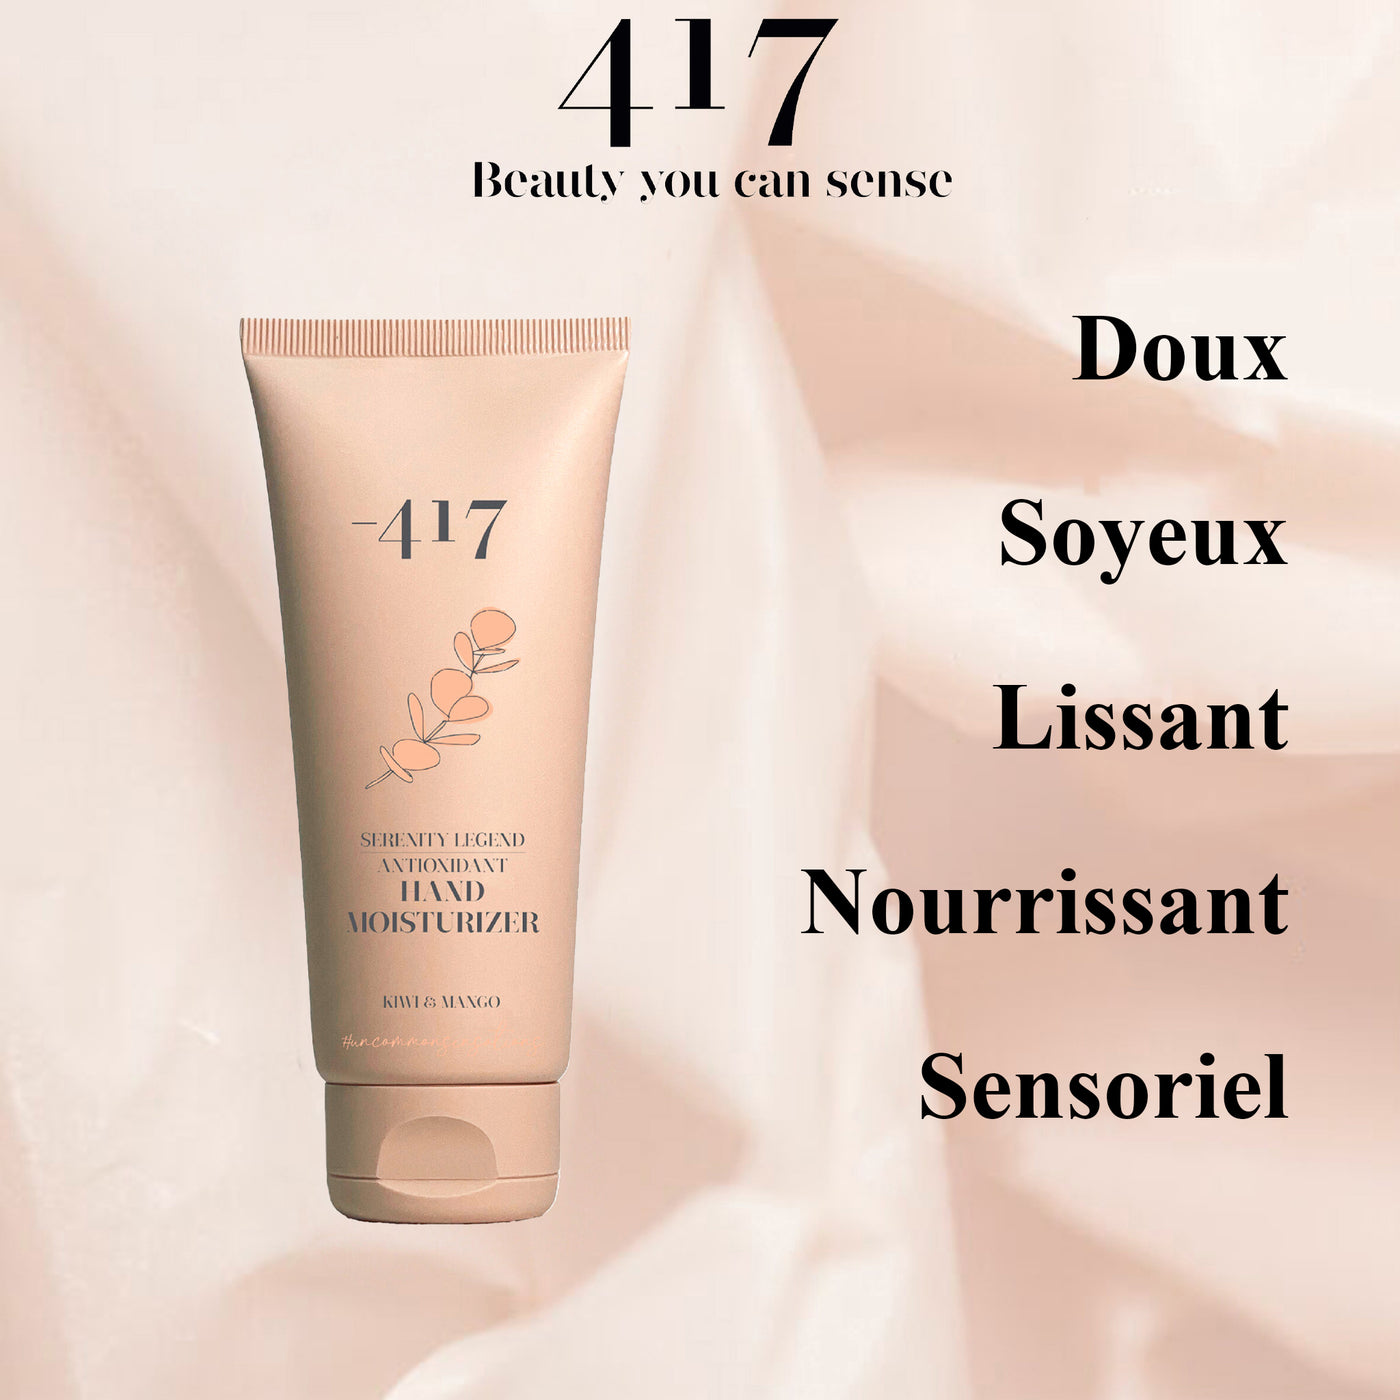 417
Beauty you can sense
Doux
Soyeux
Lissant
Nourrissant
Sensoriel
-417
SERENITY LEGEND
ANTIOXIDANT
HAND
MOISTURIZER
KIWI & MANGO